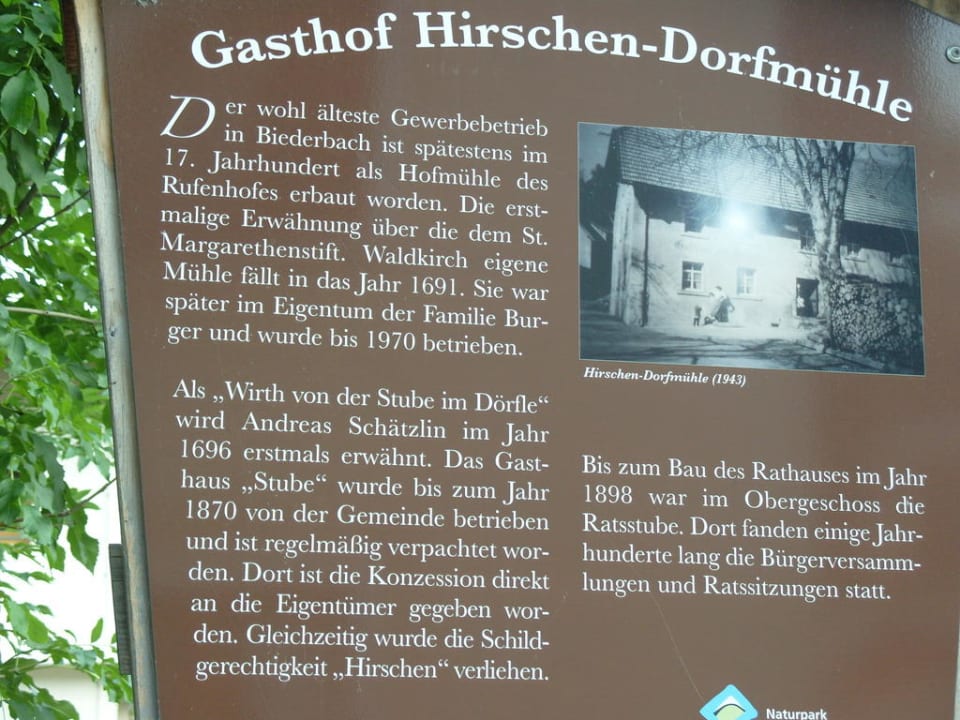 Gasthof Hirschen-Dorfmühle
Der wohl älteste Gewerbebetrieb
in Biederbach ist spätestens im
17. Jahrhundert als Hofmühle des
Rufenhofes erbaut worden. Die erst-
malige Erwähnung über die dem St.
Margarethenstift. Waldkirch eigene
Mühle fällt in das Jahr 1691. Sie war
später im Eigentum der Familie Bur-
ger und wurde bis 1970 betrieben.
Als „Wirth von der Stube im Dörfle“
wird Andreas Schätzlin im Jahr
1696 erstmals erwähnt. Das Gast-
haus „Stube“ wurde bis zum Jahr
1870 von der Gemeinde betrieben
und ist regelmäßig verpachtet wor-
den. Dort ist die Konzession direkt
an die Eigentümer gegeben wor-
den. Gleichzeitig wurde die Schild-
gerechtigkeit „Hirschen“ verliehen.
Hirschen-Dorfmühle (1943)
Bis zum Bau des Rathauses im Jahr
1898 war im Obergeschoss die
Ratsstube. Dort fanden einige Jahr-
hunderte lang die Bürgerversamm-
lungen und Ratssitzungen statt.
Naturpark